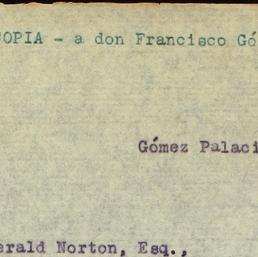 COPIA - a don Francisco Gó
Gómez Palaci
erald Norton, Esq.,